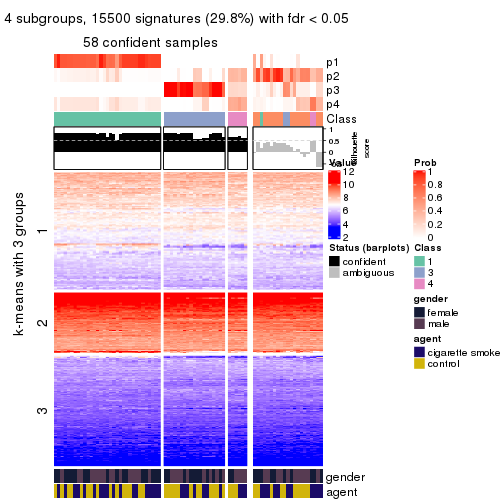 4 subgroups, 15500 signatures (29.8%) with fdr < 0.05
58 confident samples
p1
p2
p3
p4
Class
1
0.5
0
silhouette
score
k-means with 3 groups
1
2
3
gender
agent
Value
12
10
8
6
4
2
Prob
1
0.8
0.6
0.4
0.2
0
Status (barplots)
confident
ambiguous
Class
1
3
4
gender
female
male
agent
cigarette smoke
control